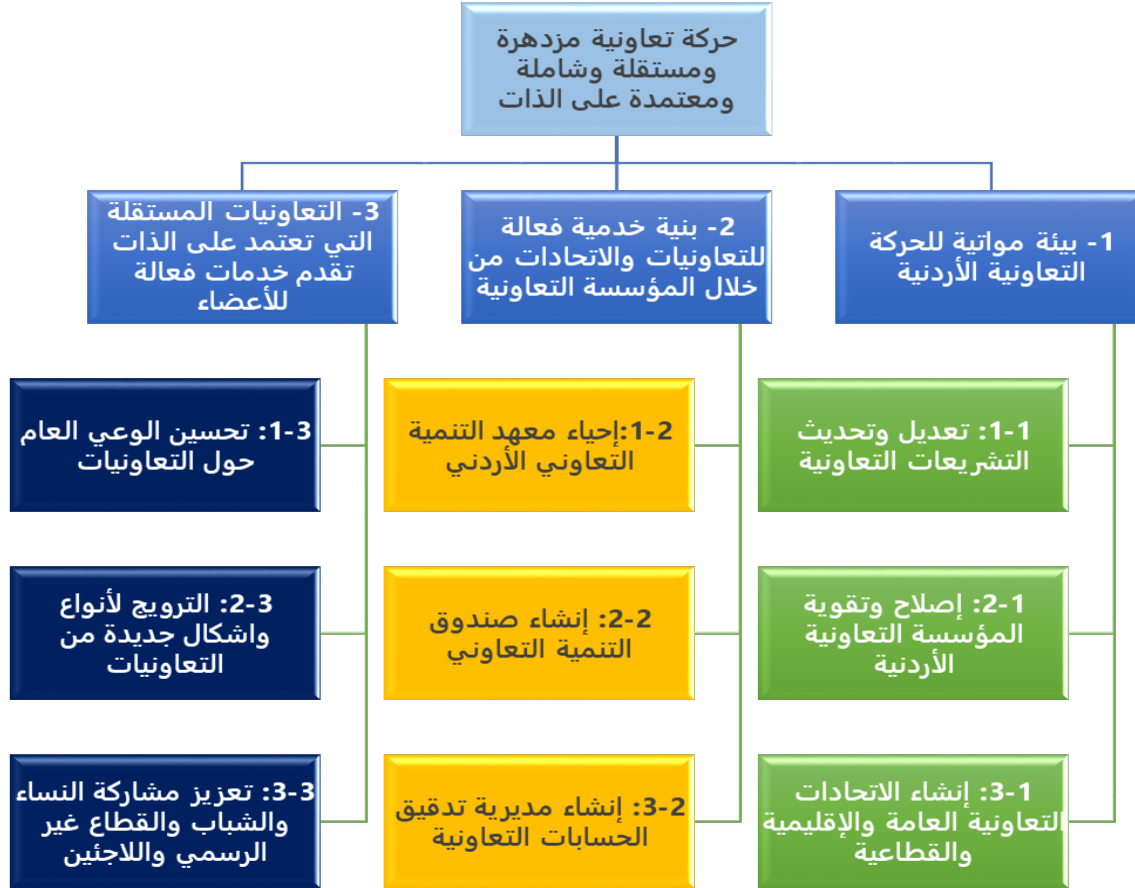 حركة تعاونية مزدهرة
ومستقلة وشاملة
ومعتمدة على الذات
1- بيئة مواتية للحركة
التعاونية الأردنية
2- بنية خدمية فعالة
للتعاونيات والاتحادات من
خلال المؤسسة التعاونية
3- التعاونيات المستقلة
التي تعتمد على الذات
تقدم خدمات فعالة
للأعضاء
1-1: تعديل وتحديث
التشريعات التعاونية
1-2:إحياء معهد التنمية
التعاوني الأردني
1-3: تحسين الوعي العام
حول التعاونيات
2-1: إصلاح وتقوية
المؤسسة التعاونية
الأردنية
2-2: إنشاء صندوق
التنمية التعاوني
2-3: الترويج لأنواع
واشكال جديدة من
التعاونيات
3-1: إنشاء الاتحادات
التعاونية العامة والإقليمية
والقطاعية
3-2: إنشاء مديرية تدقيق
الحسابات التعاونية
3-3: تعزيز مشاركة النساء
والشباب والقطاع غير
الرسمي واللاجئين